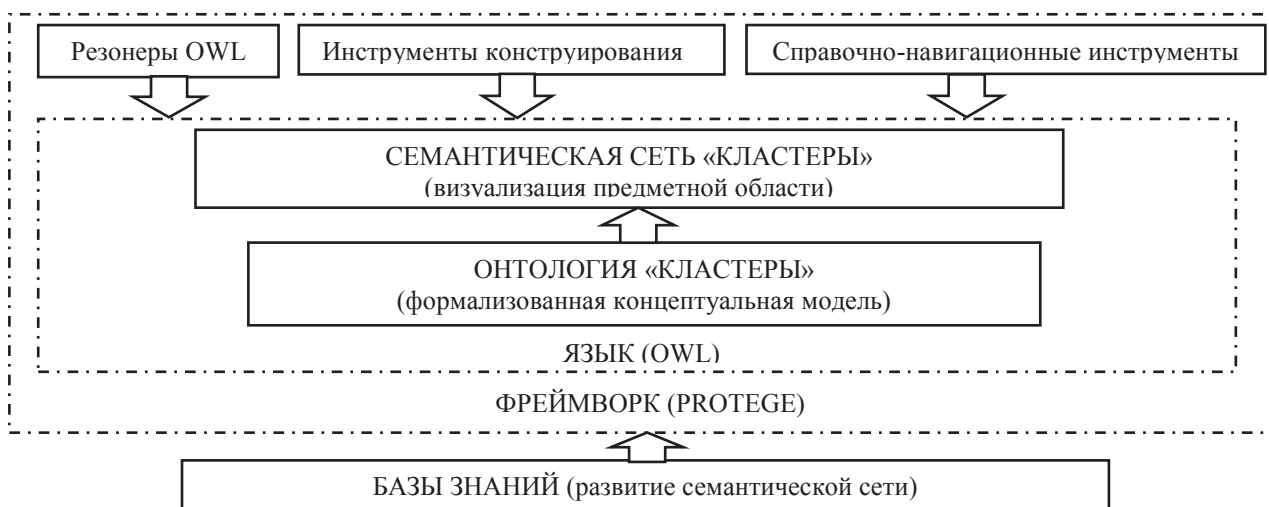 Резонеры OWL
Инструменты конструирования
Справочно-навигационные инструменты
СЕМАНТИЧЕСКАЯ СЕТЬ «КЛАСТЕРЫ»
(визуализация предметной области)
ОНТОЛОГИЯ «КЛАСТЕРЫ»
(формализованная концептуальная модель)
ЯЗЫК (OWL)
ФРЕЙМВОРК (PROTEGE)
БАЗЫ ЗНАНИЙ (развитие семантической сети)